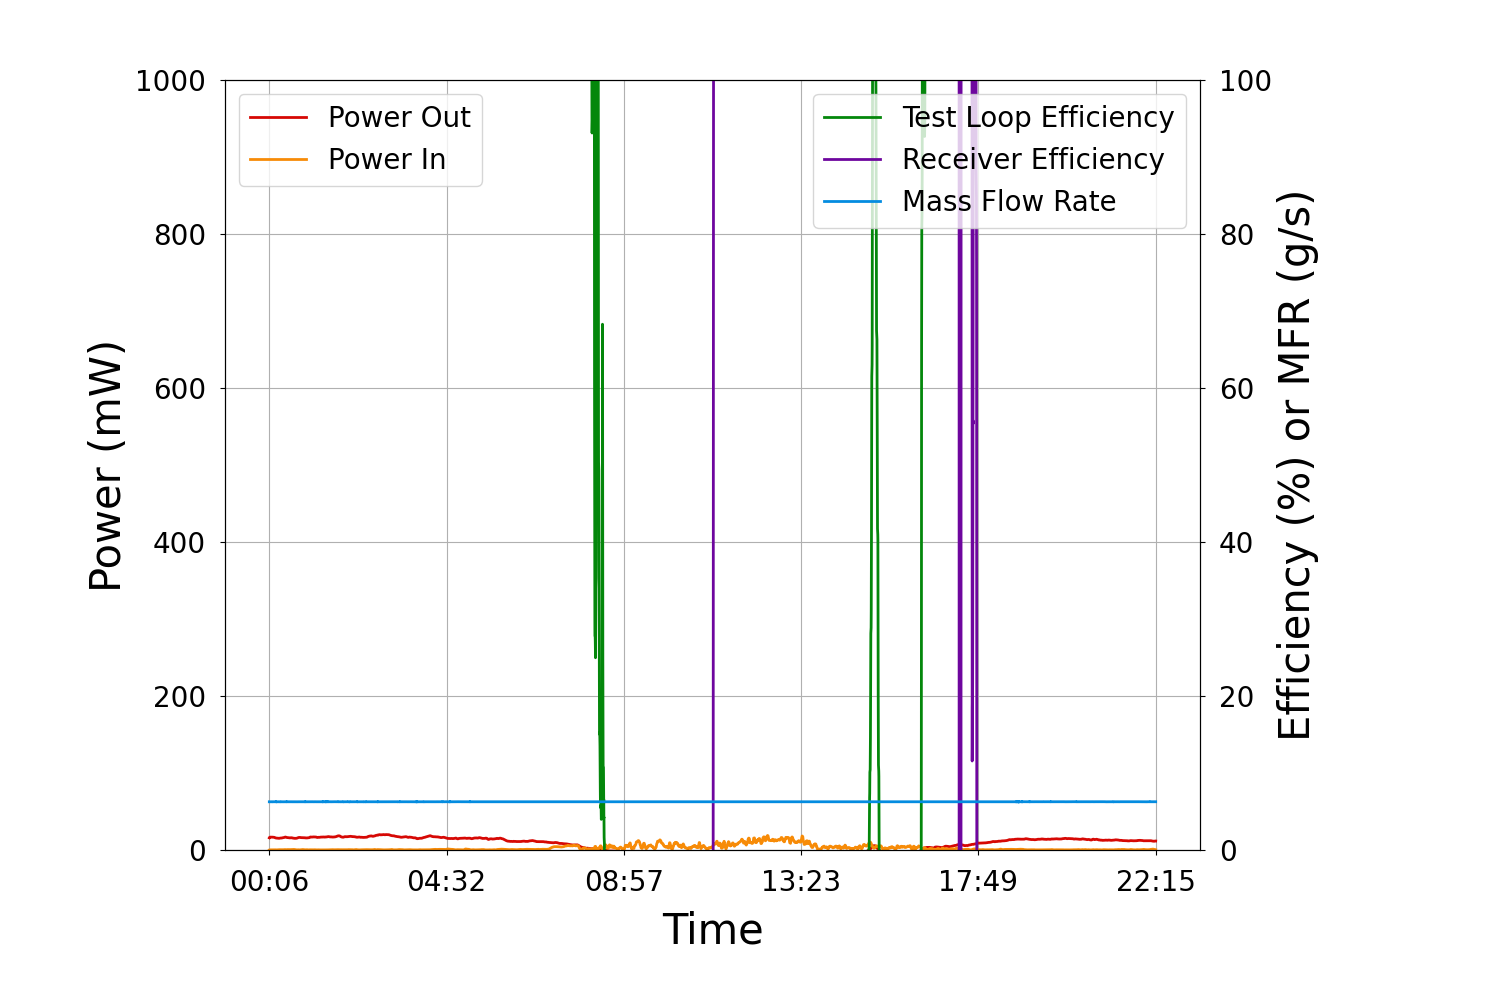 1000
800
600
400
200
0
Power (mW)
Power Out
Power In
Test Loop Efficiency
Receiver Efficiency
Mass Flow Rate
100
80
60
40
20
0
Efficiency (%) or MFR (g/s)
00:06 04:32 08:57 13:23 17:49 22:15
Time